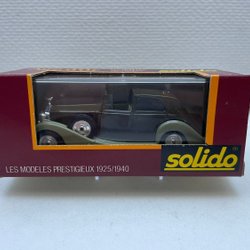 LES MODELES PRESTIGIEUX 1925/1940
solido